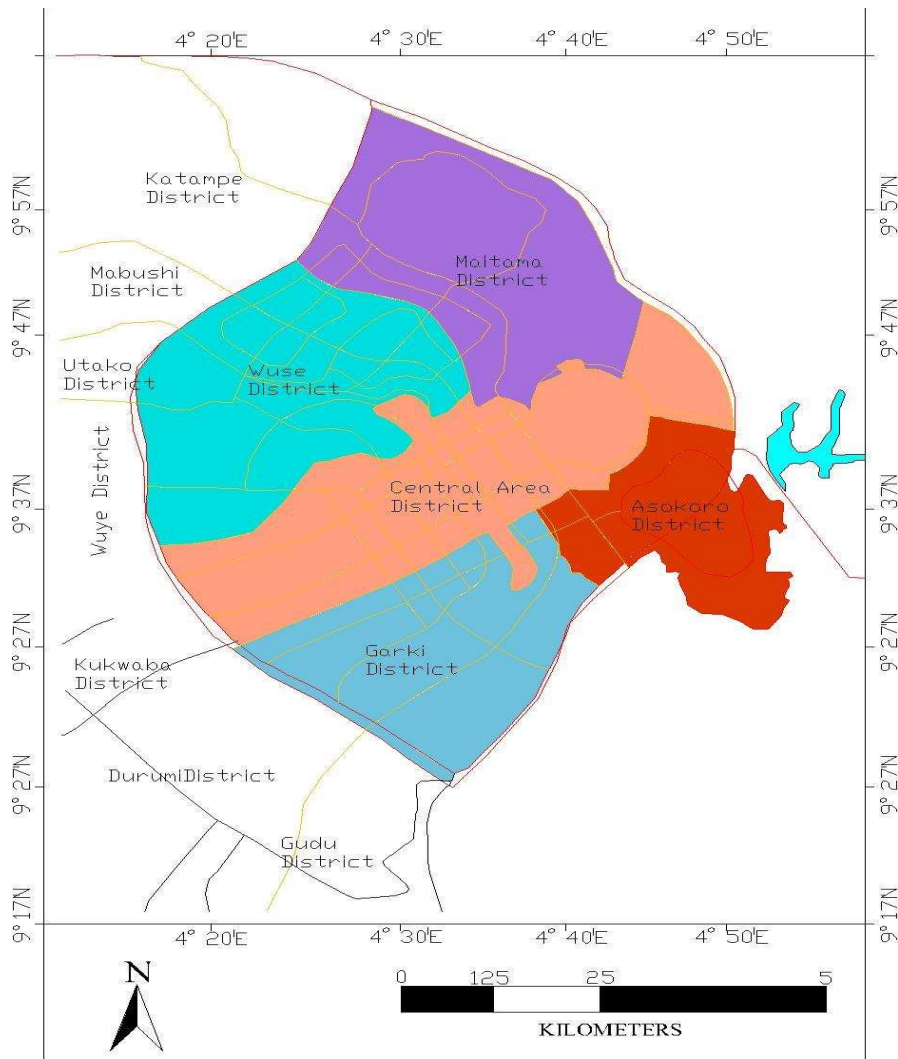 4° 20'E 4° 30'E 4° 40'E 4° 50'E
9° 57'N
9° 57'N
Katampe
District
Maitama
District
Mabushi
District
9° 47'N
9° 47'N
Utako
District
Wuse
District
Wuye District
Central Area
District
Asokoro
District
9° 37'N
9° 37'N
9° 27'N
9° 27'N
Garki
District
Kukwaba
District
DurumiDistrict
9° 27'N
9° 27'N
Gudu
District
9° 17'N
9° 17'N
4° 20'E 4° 30'E 4° 40'E 4° 50'E
N
0 125 25 5
KILOMETERS